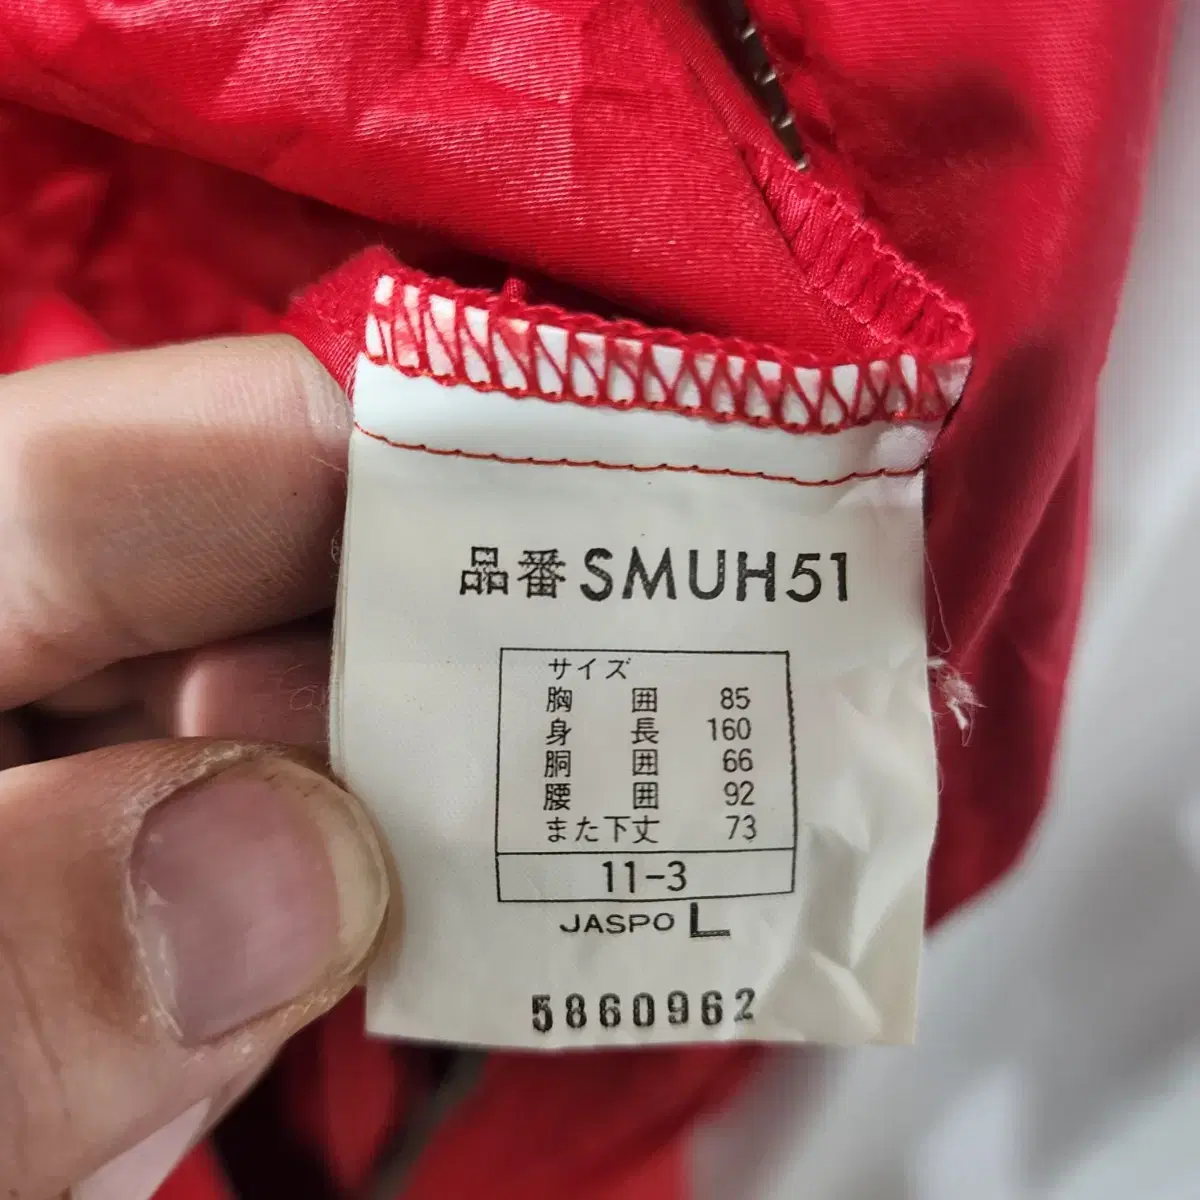 品番SMUH51
サイズ
胸囲 85
身長 160
胴囲 66
腰囲 92
また下丈 73
11-3
JASPO L
5860962